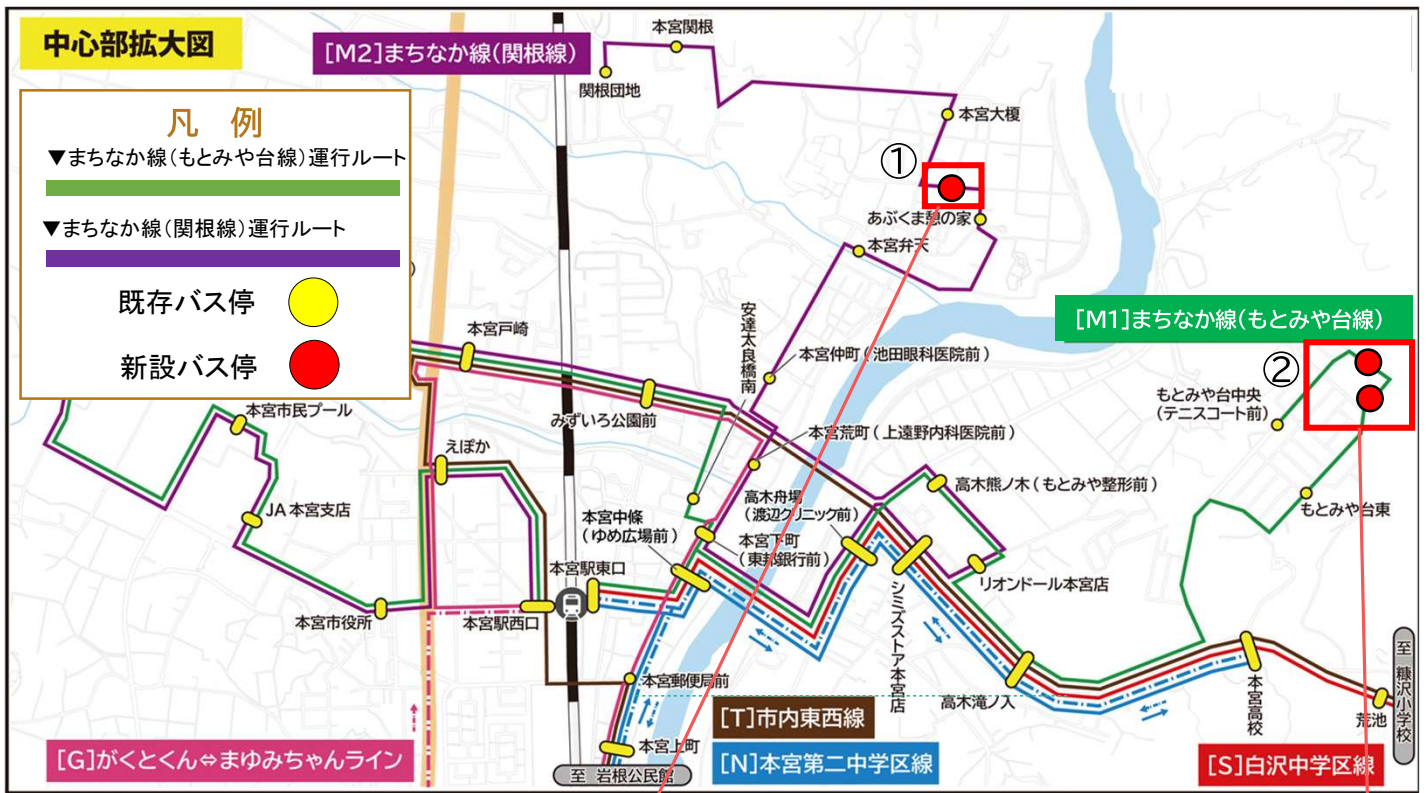 中心部拡大図
[M2]まちなか線(関根線)
本宮関根
関根団地
本宮大榎
凡 例
▼まちなか線(もとみや台線)運行ルート
▼まちなか線(関根線)運行ルート
既存バス停
新設バス停
①
あぶくま憩の家
本宮弁天
[M1]まちなか線(もとみや台線)
②
もとみや台中央
(テニスコート前)
もとみや台東
安達太良橋南
本宮仲町(池田眼科医院前)
本宮戸崎
みずいろ公園前
本宮荒町(上遠野内科医院前)
本宮市民プール
えぽか
JA本宮支店
高木舟場
(渡辺クリニック前)
高木熊ノ木(もとみや整形前)
本宮中條
(ゆめ広場前)
本宮下町
(東邦銀行前)
リオンドール本宮店
本宮駅東口
本宮市役所
本宮駅西口
シミズストア本宮店
本宮郵便局前
高木滝ノ入
本宮高校
荒池
至 糠沢小学校
本宮上町
至 岩根公民館
[G]がくとくん⇔まゆみちゃんライン
[T]市内東西線
[N]本宮第二中学区線
[S]白沢中学区線